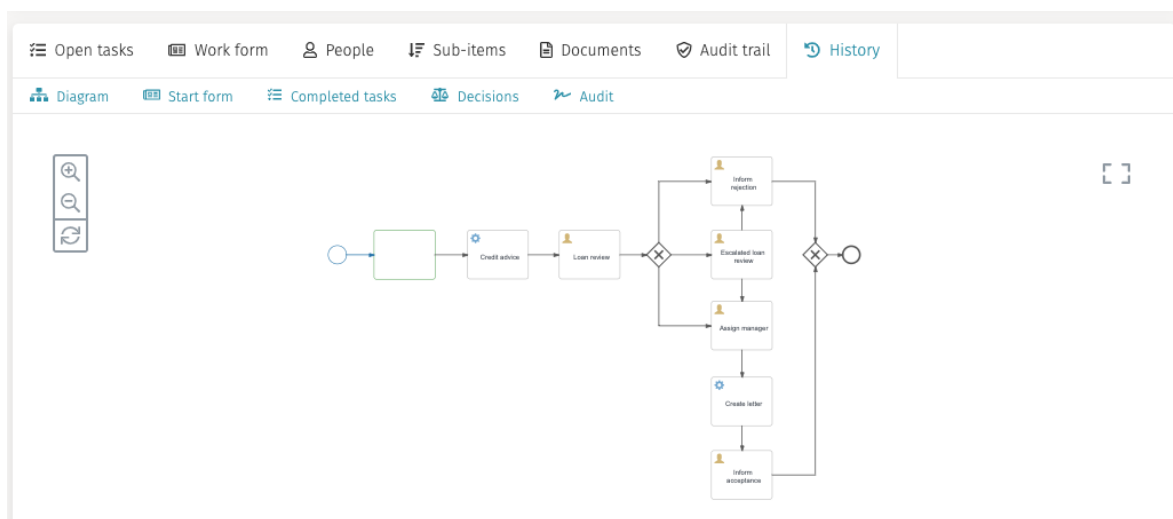 Open tasks Work form People Sub-items Documents Audit trail History
Diagram Start form Completed tasks Decisions Audit
Inform
rejection
Credit advice Loan review Escalated loan
review
Assign manager
Create letter
Inform
acceptance